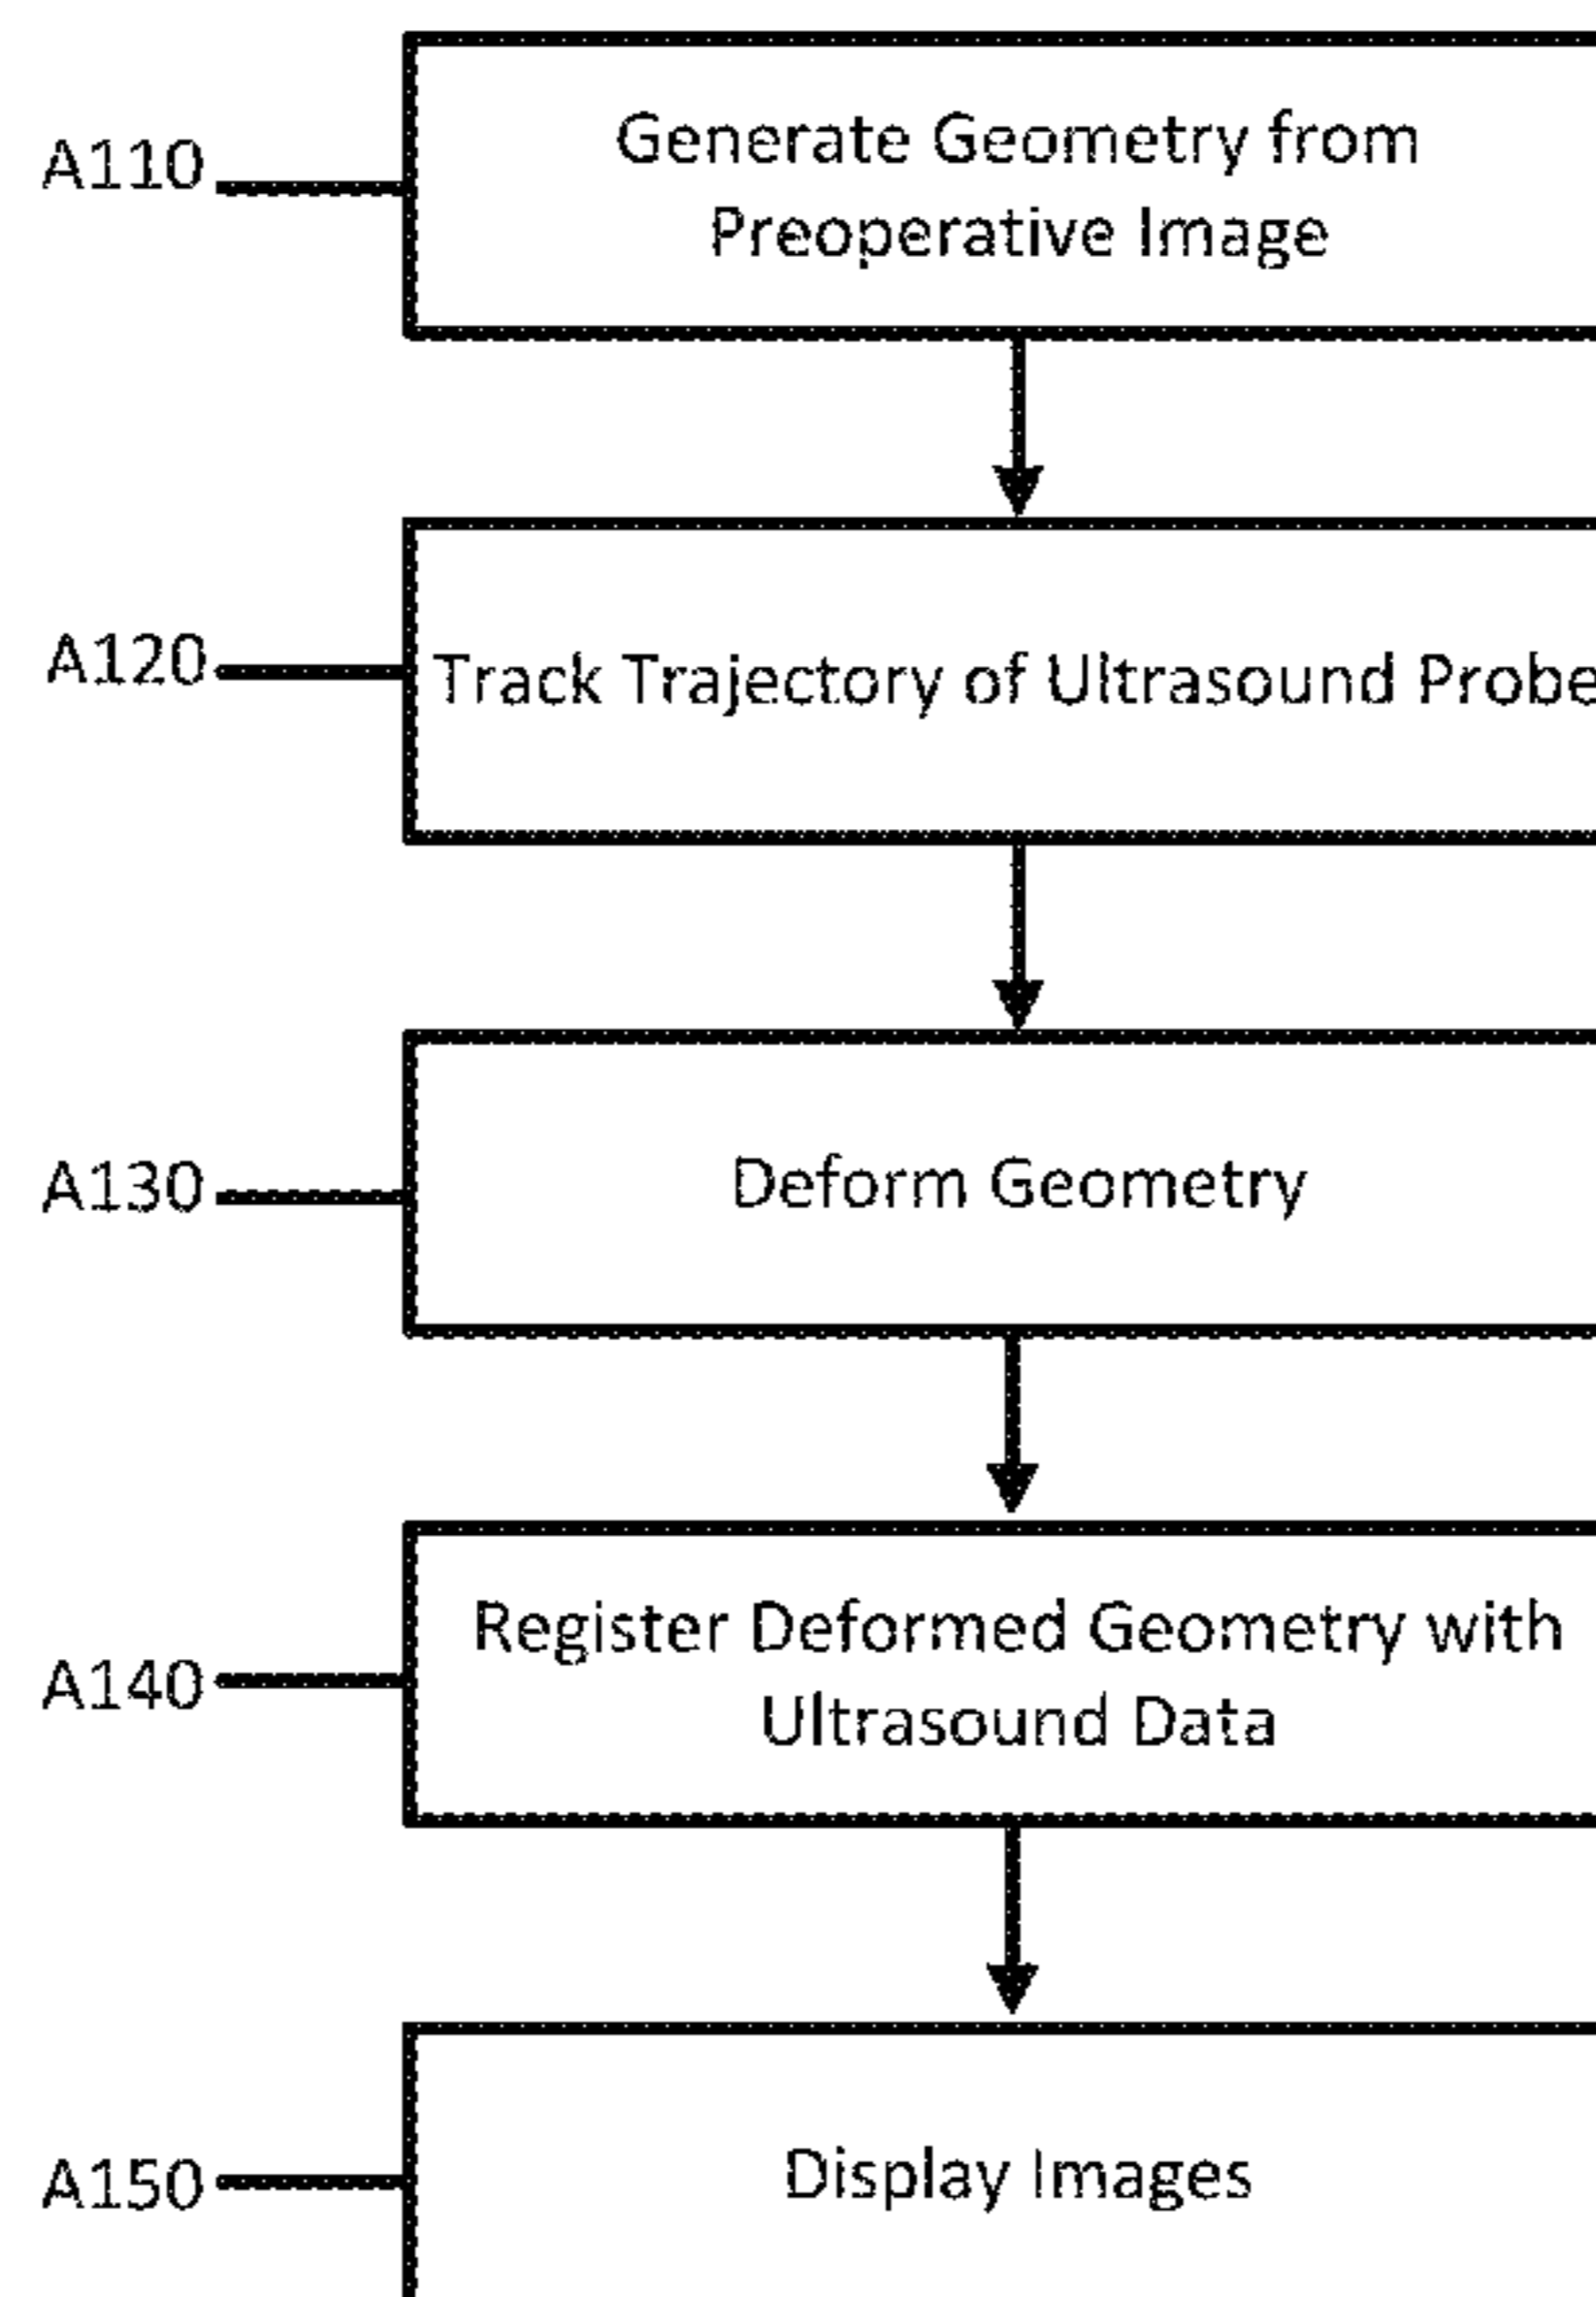 A110
Generate Geometry from
Preoperative Image
A120
Track Trajectory of Ultrasound Probe
A130
Deform Geometry
A140
Register Deformed Geometry with
Ultrasound Data
A150
Display Images